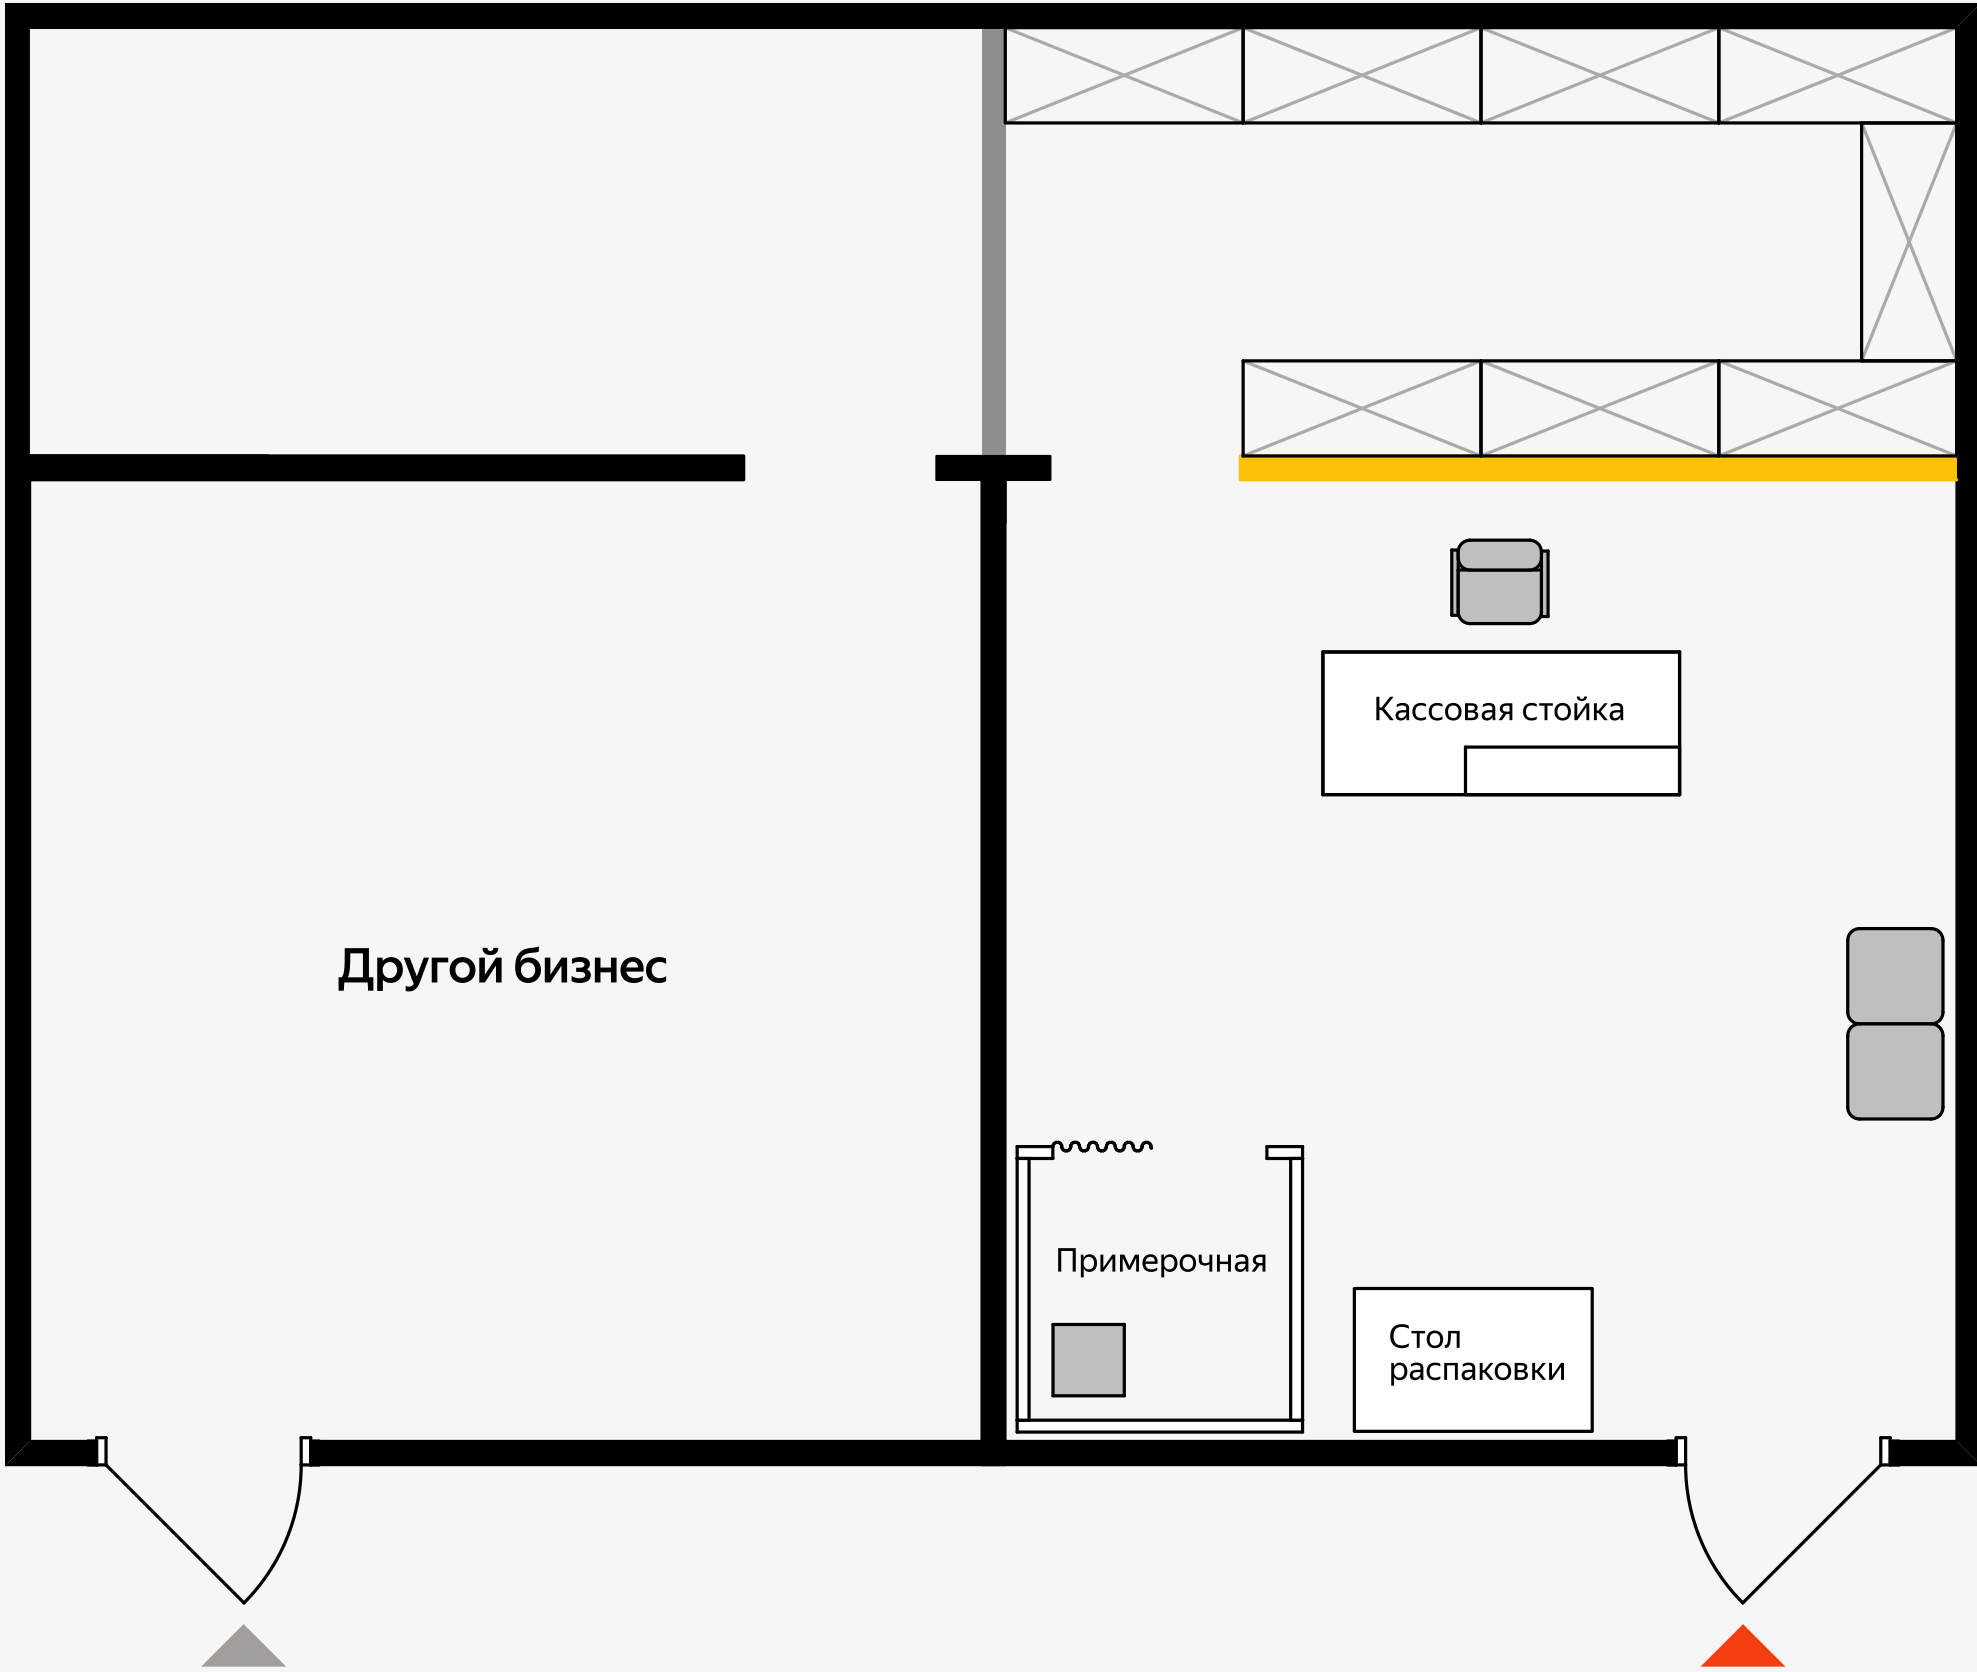 Кассовая стойка
Другой бизнес
Примерочная
Стол
распаковки